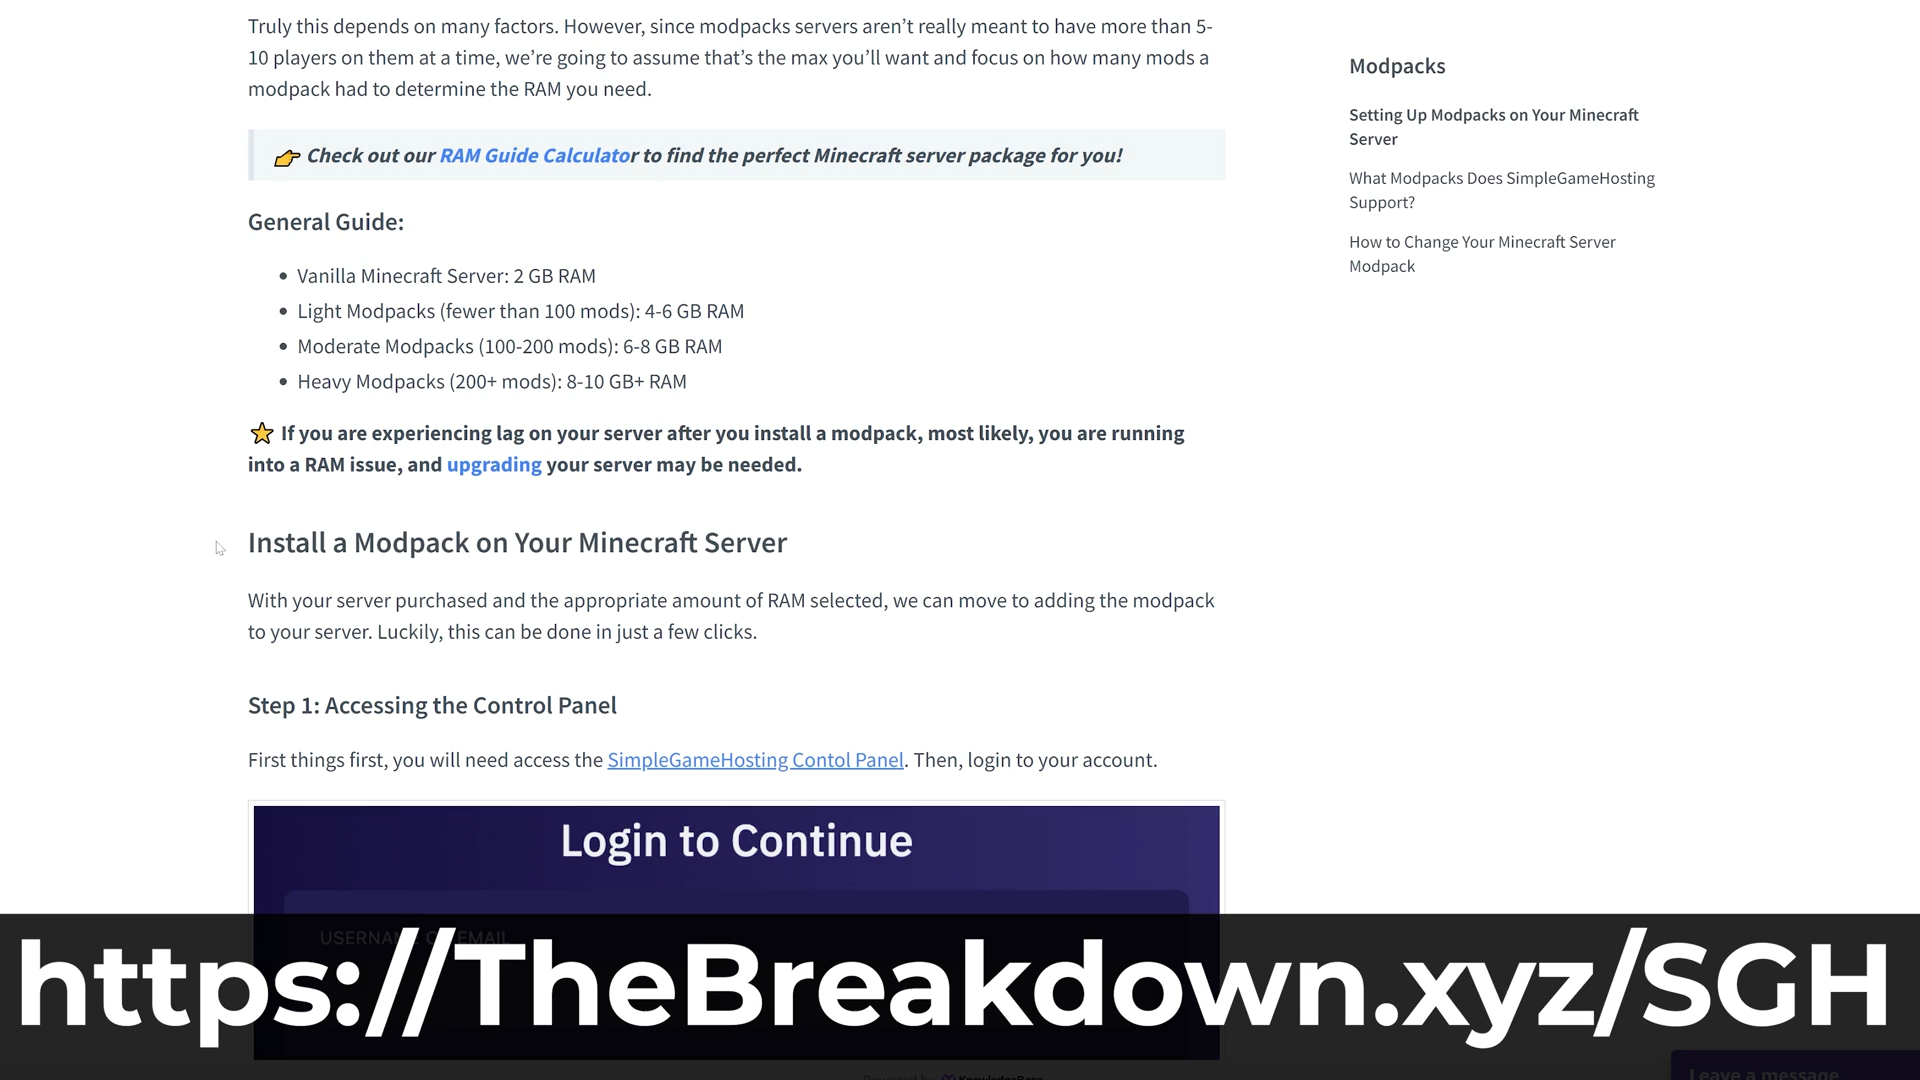 Truly this depends on many factors. However, since modpacks servers aren’t really meant to have more than 5-
10 players on them at a time, we’re going to assume that’s the max you’ll want and focus on how many mods a
modpack had to determine the RAM you need.
👉 Check out our RAM Guide Calculator to find the perfect Minecraft server package for you!
General Guide:
• Vanilla Minecraft Server: 2 GB RAM
• Light Modpacks (fewer than 100 mods): 4-6 GB RAM
• Moderate Modpacks (100-200 mods): 6-8 GB RAM
• Heavy Modpacks (200+ mods): 8-10 GB+ RAM
⭐ If you are experiencing lag on your server after you install a modpack, most likely, you are running
into a RAM issue, and upgrading your server may be needed.
Install a Modpack on Your Minecraft Server
With your server purchased and the appropriate amount of RAM selected, we can move to adding the modpack
to your server. Luckily, this can be done in just a few clicks.
Step 1: Accessing the Control Panel
First things first, you will need access the SimpleGameHosting Contol Panel. Then, login to your account.
Login to Continue
USERNAME OR EMAIL
https://TheBreakdown.xyz/SGH
Powered by KnowledgeBase
Modpacks
Setting Up Modpacks on Your Minecraft
Server
What Modpacks Does SimpleGameHosting
Support?
How to Change Your Minecraft Server
Modpack
Leave a message